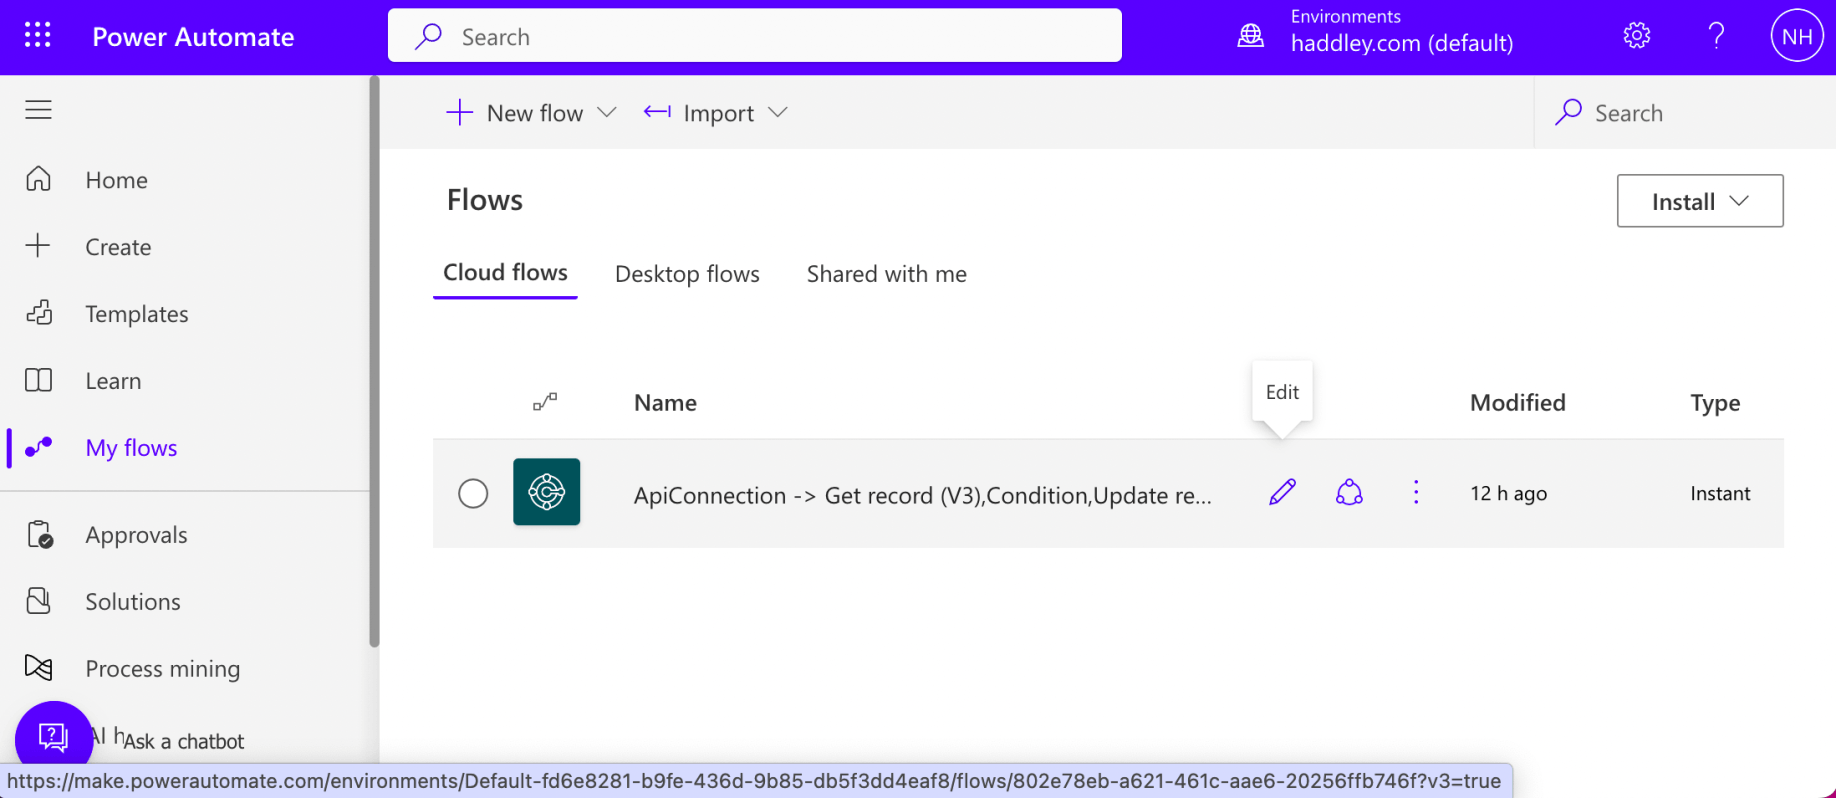 Power Automate
Search
Environments
haddley.com (default)
?
NH
New flow
Import
Search
Home
Create
Templates
Learn
My flows
Approvals
Solutions
Process mining
AI h
Ask a chatbot
Flows
Install
Cloud flows
Desktop flows
Shared with me
Edit
Name
Modified
Type
ApiConnection -> Get record (V3),Condition,Update re...
12 h ago
Instant
https://make.powerautomate.com/environments/Default-fd6e8281-b9fe-436d-9b85-db5f3dd4eaf8/flows/802e78eb-a621-461c-aae6-20256ffb746f?v3=true